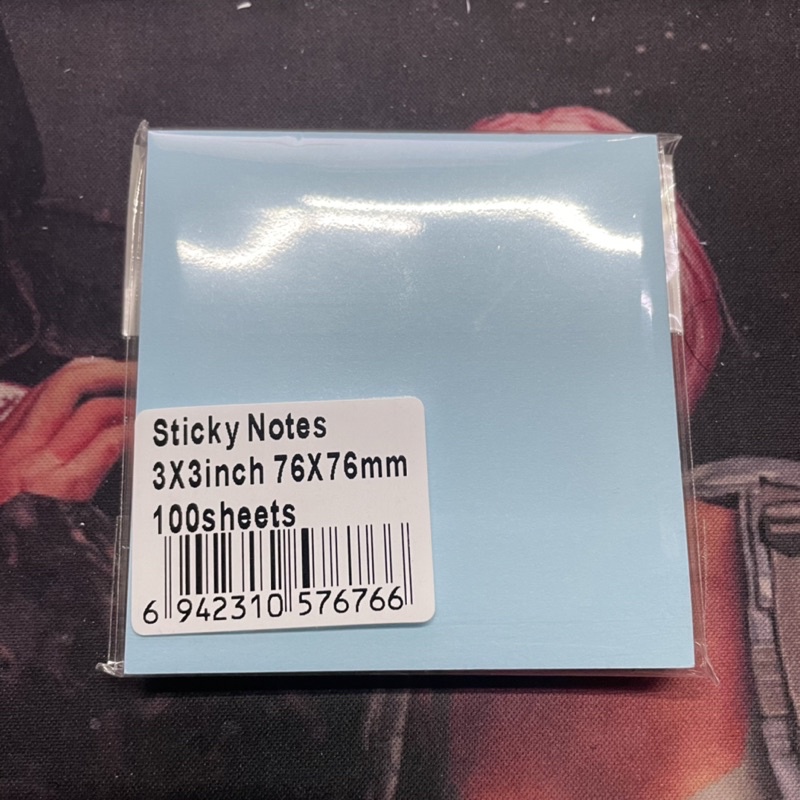 Sticky Notes
3X3inch 76X76mm
100sheets
6 942310 576766